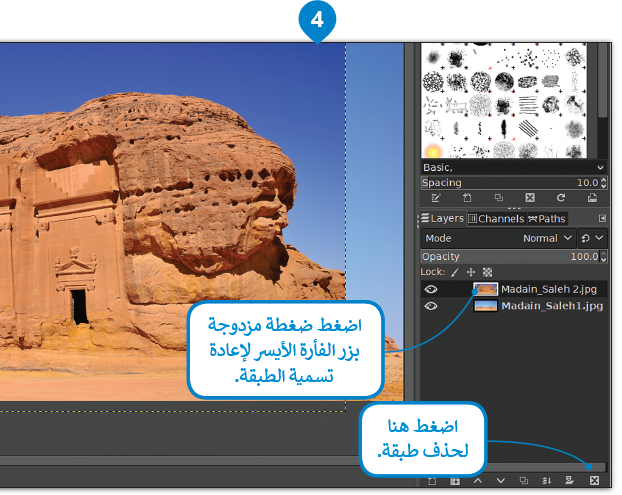 4
Basic,
Spacing 10.0
Layers Channels Paths
Mode Normal
Opacity 100.0
Lock:
Madain_Saleh 2.jpg
Madain_Saleh1.jpg
اضغط ضغطة مزدوجة
بزر الفأرة الأيسر لإعادة
تسمية الطبقة.
اضغط هنا
لحذف طبقة.